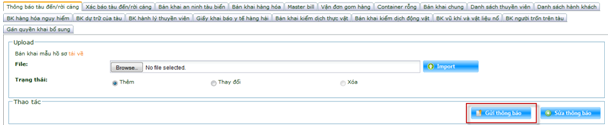 Thông báo tàu đến/rời cảng Xác báo tàu đến/rời cảng Bản khai an ninh tàu biển Bản khai hàng hóa Master bill Vận đơn gom hàng Container rỗng Bản khai chung Danh sách thuyền viên Danh sách hành khách
BK hàng hóa nguy hiểm BK dự trữ của tàu BK hành lý thuyền viên Giấy khai báo y tế hàng hải Bản khai kiểm dịch thực vật Bản khai kiểm dịch động vật BK vũ khí và vật liệu nổ BK người trốn trên tàu
Gán quyền khai bổ sung
Upload
Bản khai mẫu hồ sơ tải về
File: Browse.. No file selected. Import
Trạng thái: Thêm Thay đổi Xóa
Thao tác
Gửi thông báo Sửa thông báo